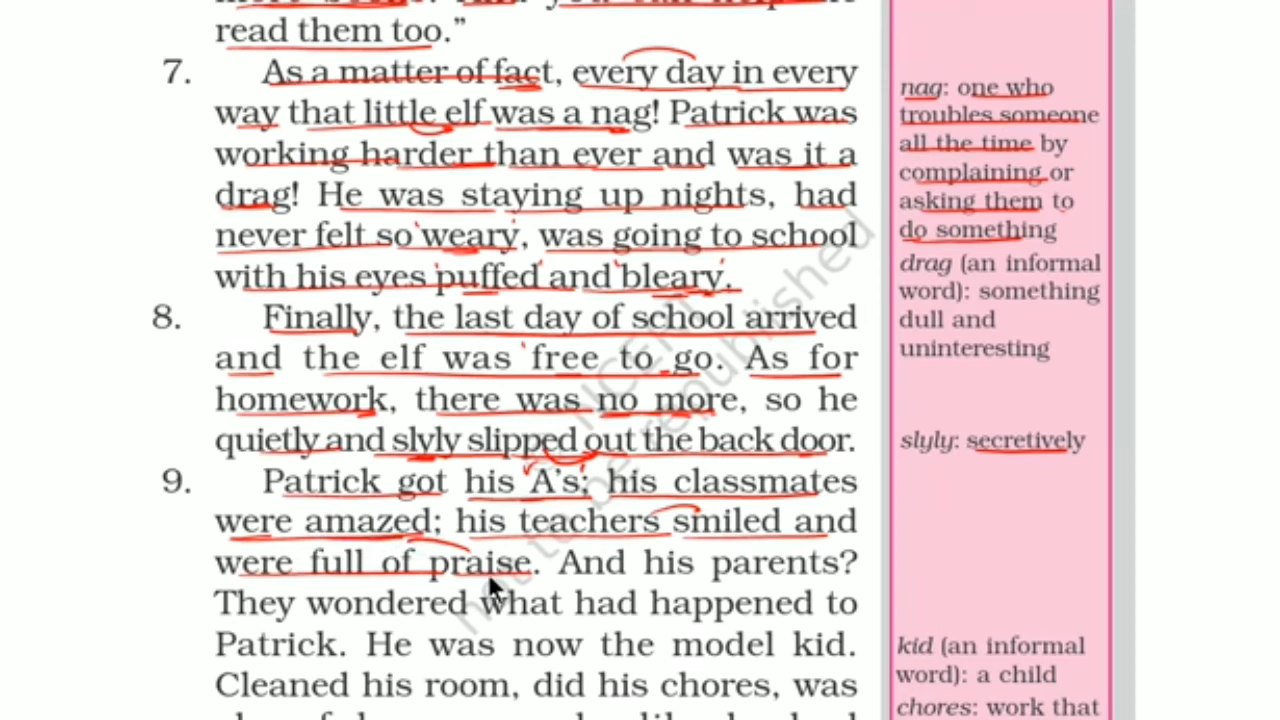 read them too.”
7. As a matter of fact, every day in every
way that little elf was a nag! Patrick was
working harder than ever and was it a
drag! He was staying up nights, had
never felt so weary, was going to school
with his eyes puffed and bleary.
8. Finally, the last day of school arrived
and the elf was free to go. As for
homework, there was no more, so he
quietly and slyly slipped out the back door.
9. Patrick got his A’s; his classmates
were amazed; his teachers smiled and
were full of praise. And his parents?
They wondered what had happened to
Patrick. He was now the model kid.
Cleaned his room, did his chores, was
nag: one who
troubles someone
all the time by
complaining or
asking them to
do something
drag (an informal
word): something
dull and
uninteresting
slyly: secretively
kid (an informal
word): a child
chores: work that
not to be republished